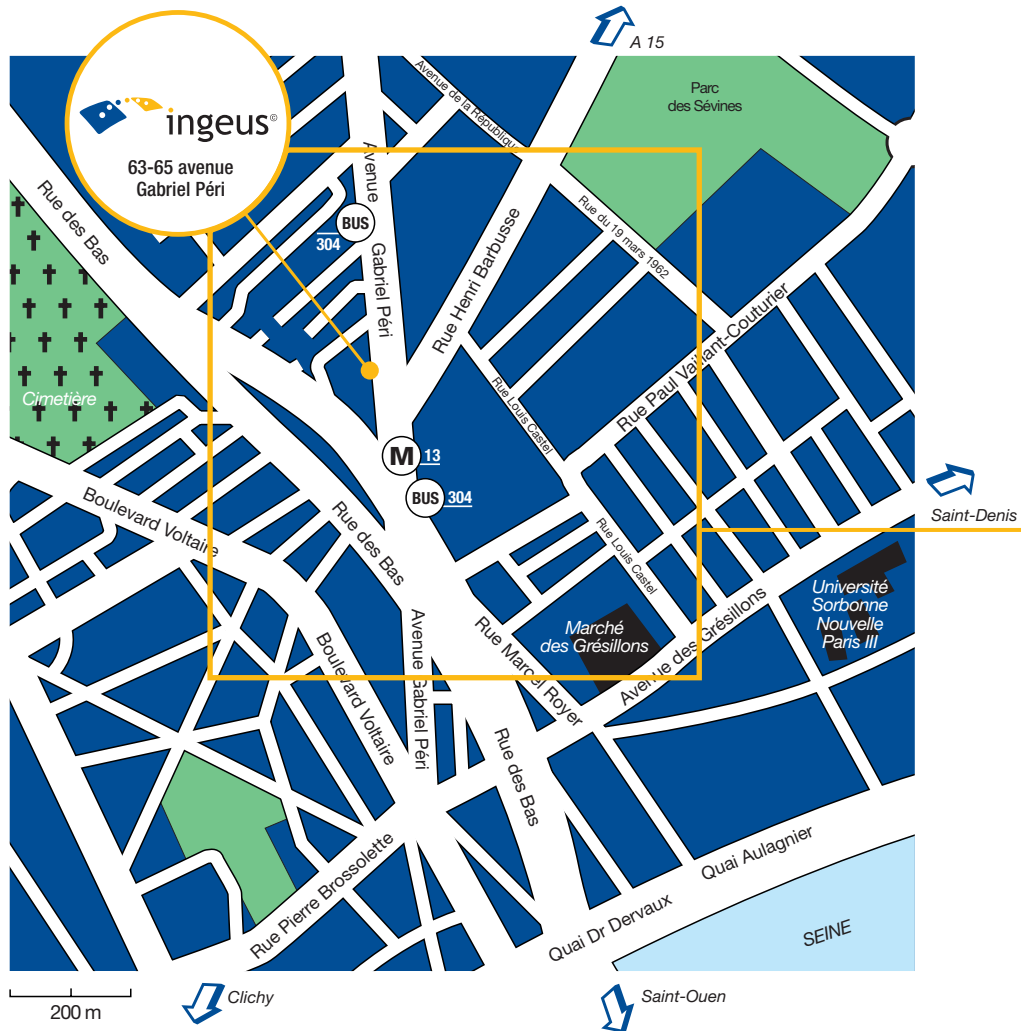 A 15
Parc
des Sévines
Avenue de la République
ingeus©
63-65 avenue
Gabriel Péri
Rue des Bas
BUS
304
Avenue
Gabriel Péri
Rue Henri Barbusse
Rue du 19 mars 1962
Rue Paul Vaillant-Couturier
Rue Louis Castel
Cimetière
M 13
BUS 304
Boulevard Voltaire
Rue des Bas
Saint-Denis
Rue Louis Castel
Université
Sorbonne
Nouvelle
Paris III
Marché
des Grésillons
Avenue des Grésillons
Rue Marcel Royer
Avenue Gabriel Péri
Boulevard Voltaire
Rue des Bas
Rue Pierre Brossolette
Quai Aulagnier
Quai Dr Dervaux
SEINE
200 m
Clichy
Saint-Ouen